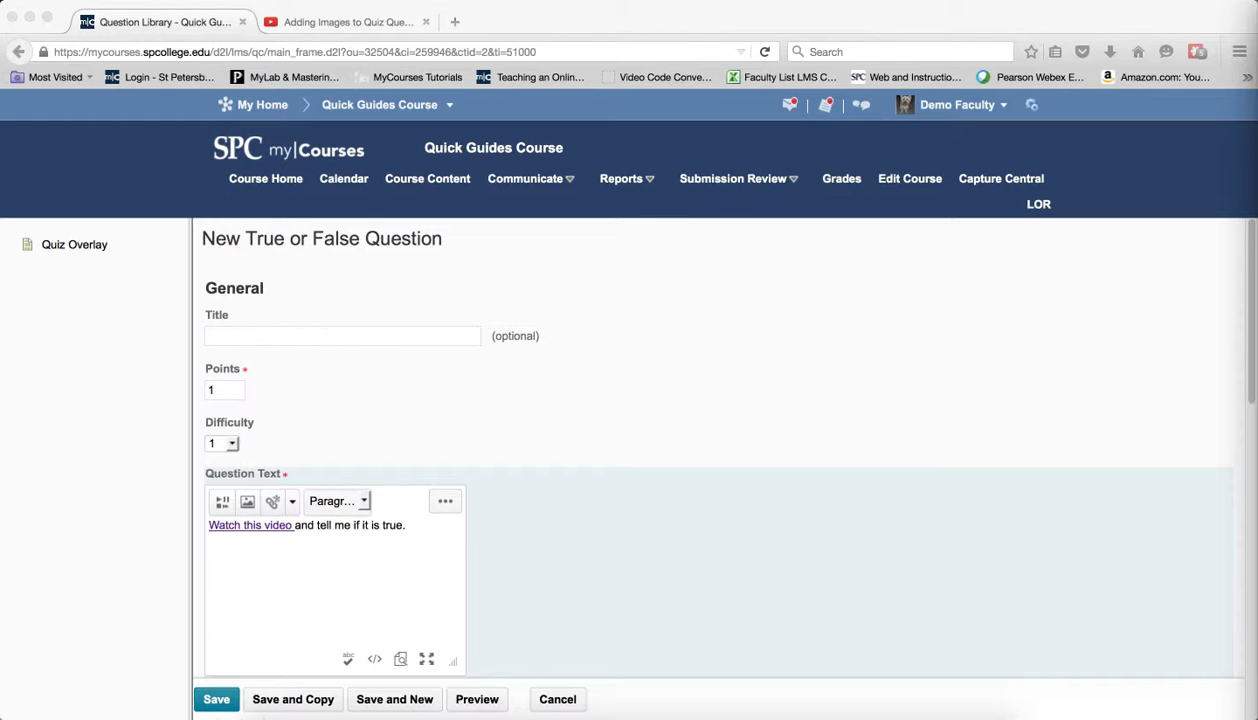 Question Library - Quick Gu...
Adding Images to Quiz Que...
https://mycourses.spcollege.edu/d2l/lms/qc/main_frame.d2l?ou=32504&ci=259946&ctid=2&ti=51000
Search
Most Visited
m|c Login - St Petersb...
P MyLab & Masterin...
MyCourses Tutorials
m|c Teaching an Onlin...
Video Code Conve...
Faculty List LMS C...
SPC Web and Instructio...
Pearson Webex E...
a Amazon.com: You...
My Home
Quick Guides Course
Demo Faculty
SPC my|Courses
Quick Guides Course
Course Home Calendar Course Content Communicate Reports Submission Review Grades Edit Course Capture Central
LOR
Quiz Overlay
New True or False Question
General
Title
(optional)
Points *
1
Difficulty
1
Question Text *
Paragr...
Watch this video and tell me if it is true.
abc
Save
Save and Copy
Save and New
Preview
Cancel